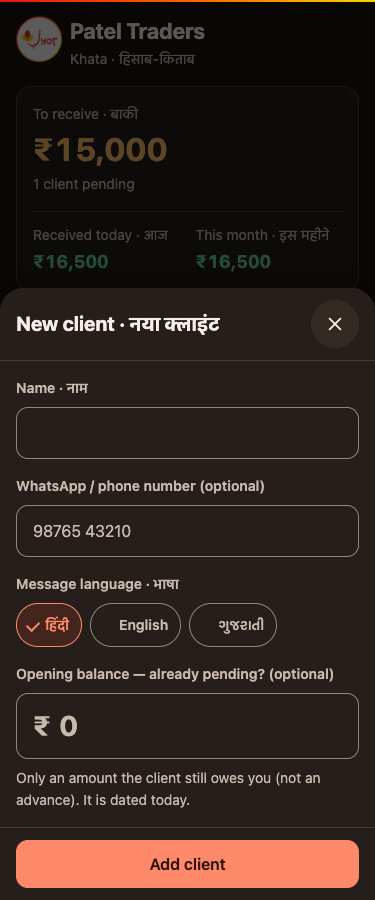 JYOT
Patel Traders
Khata · हिसाब-किताब
To receive · बाकी
₹15,000
1 client pending
Received today · आज
This month · इस महीने
₹16,500
₹16,500
New client · नया क्लाइंट
Name · नाम
WhatsApp / phone number (optional)
98765 43210
Message language · भाषा
हिंदी
English
ગુજરાતી
Opening balance — already pending? (optional)
₹ 0
Only an amount the client still owes you (not an
advance). It is dated today.
Add client